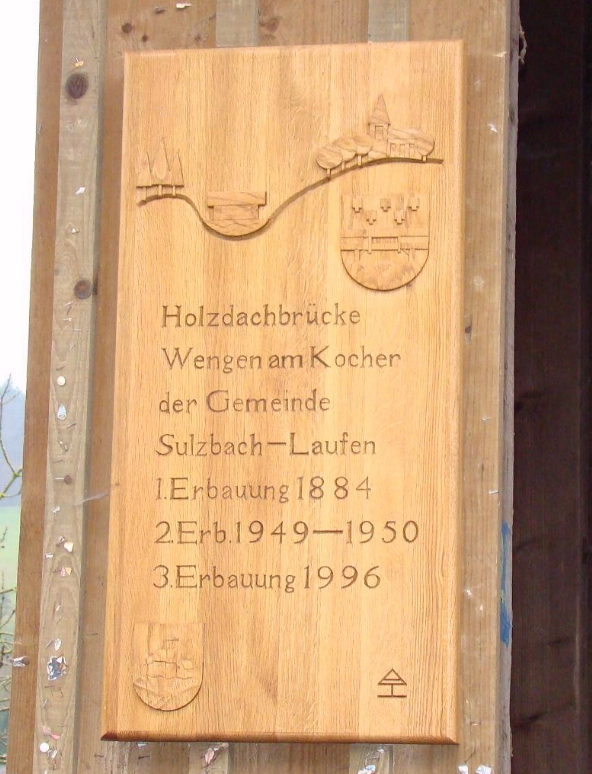 Holzdachbrücke
Wengen am Kocher
der Gemeinde
Sulzbach-Laufen
1.Erbauung 1884
2.Erb.1949-1950
3.Erbauung 1996